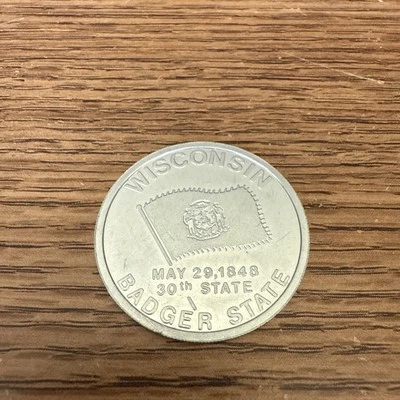 WISCONSIN
MAY 29,1848
30th STATE
BADGER STATE